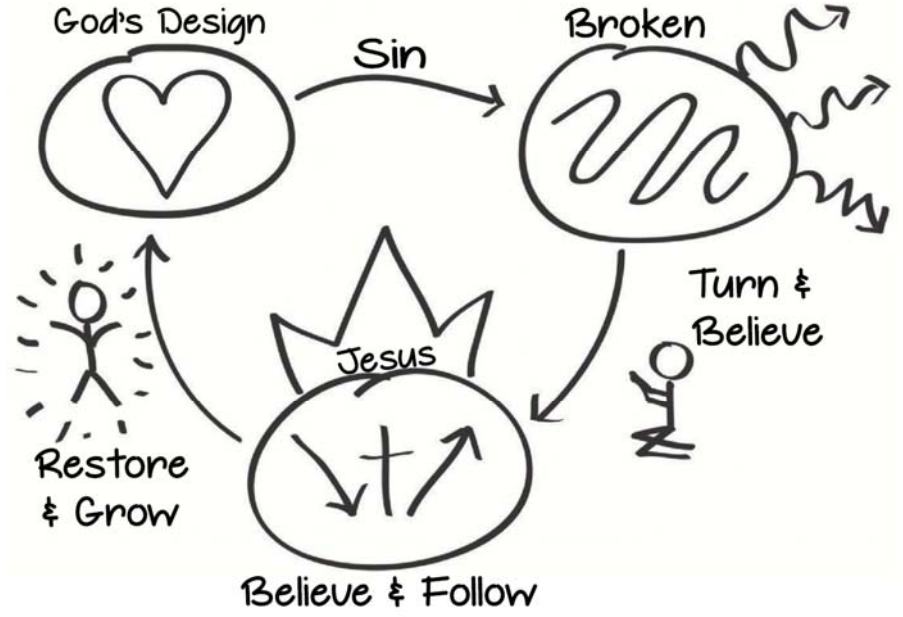 God's Design
Sin
Broken
Turn &
Believe
Jesus
Restore
& Grow
Believe & Follow